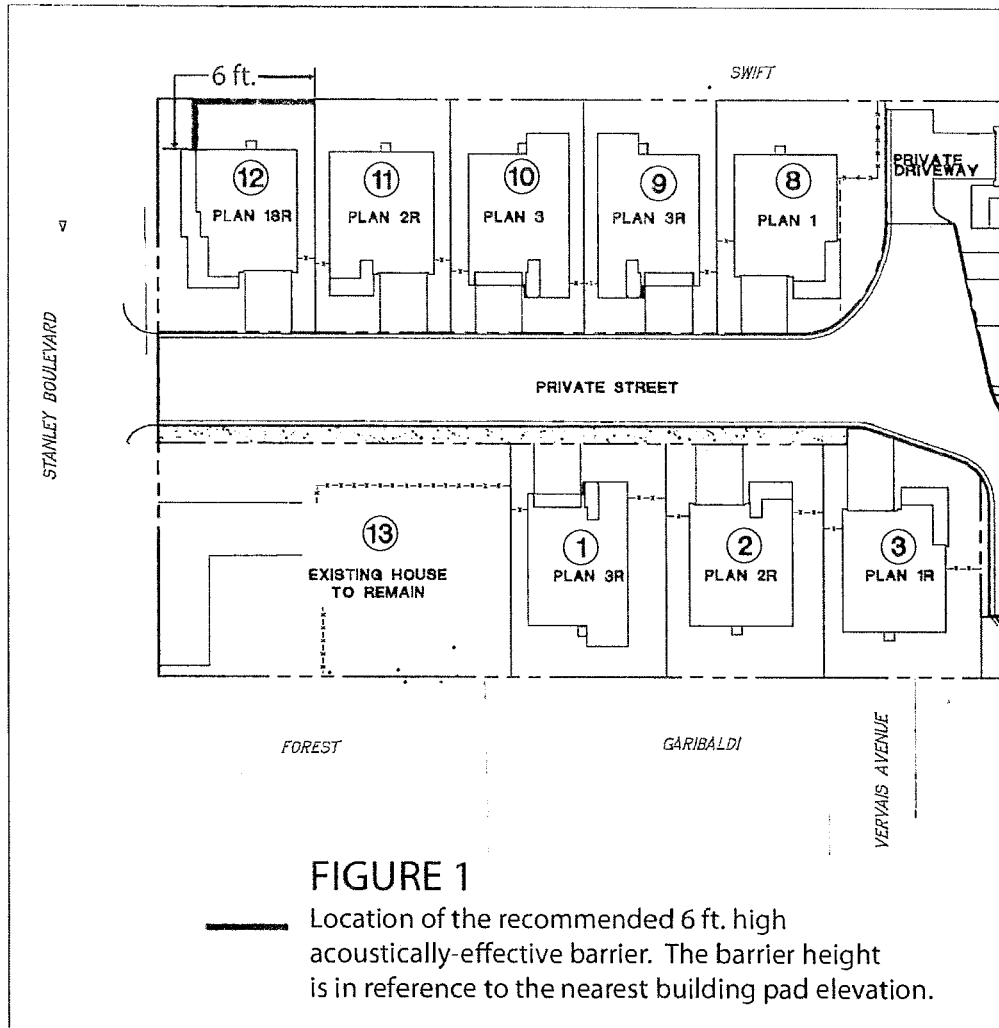 6 ft.
SWIFT
12
PLAN 1SR
11
PLAN 2R
10
PLAN 3
9
PLAN 3R
8
PLAN 1
PRIVATE
DRIVEWAY
STANLEY BOULEVARD
PRIVATE STREET
13
EXISTING HOUSE
TO REMAIN
1
PLAN 3R
2
PLAN 2R
3
PLAN 1R
FOREST
GARIBALDI
VERVAIS AVENUE
FIGURE 1
Location of the recommended 6 ft. high
acoustically-effective barrier. The barrier height
is in reference to the nearest building pad elevation.